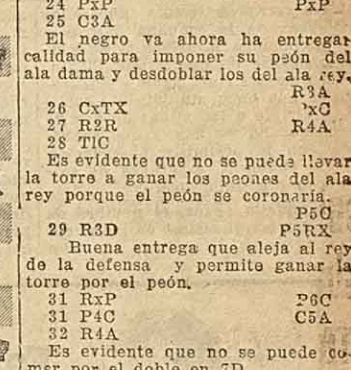 24 PxP PxP
25 C3A
El negro va ahora ha entregar
calidad para imponer su peón del
ala dama y desdoblar los del ala rey.
R3A
26 CxTX PxC
27 R2R R4A
28 T1C
Es evidente que no se puede llevar
la torre a ganar los peones del ala
rey porque el peón se coronaria.
P5C
29 R3D P5RX
Buena entrega que aleja al rey
de la defensa y permite ganar la
torre por el peón.
31 RxP P6C
31 P4C C5A
32 R4A
Es evidente que no se puede co-
mer por el doble en 7D